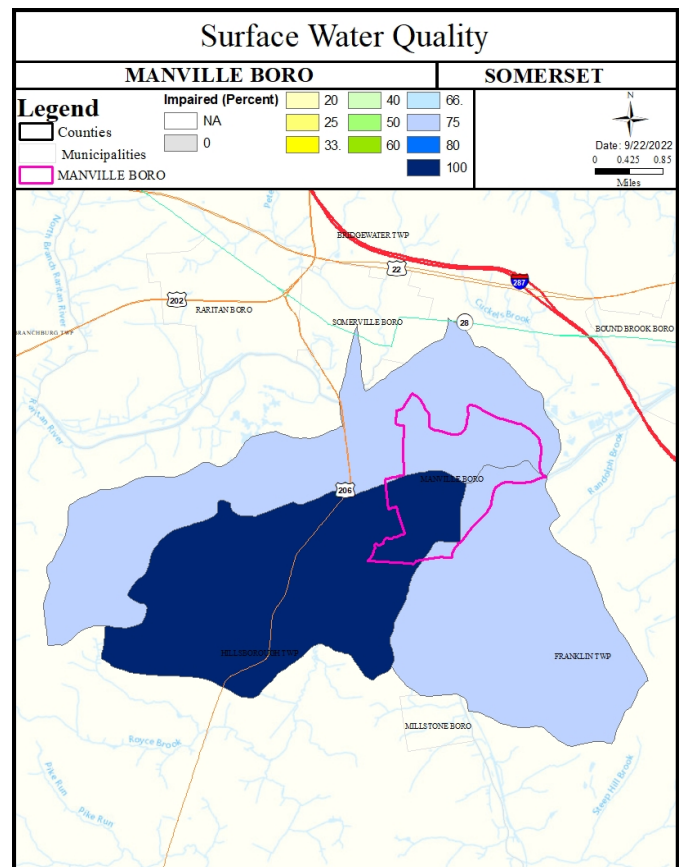 Surface Water Quality
MANVILLE BORO
SOMERSET
Legend
Counties
Municipalities
MANVILLE BORO
Impaired (Percent)
NA
0
20
25
33.
40
50
60
66.
75
80
100
N
Date: 9/22/2022
0 0.425 0.85
Miles
North Branch Raritan River
BRIDGEWATER TWP
22
287
202
RARITAN BORO
Cuckels Brook
SOMERVILLE BORO
28
BOUND BROOK BORO
BRANCHBURG TWP
Raritan River
Randolph Brook
MANVILLE BORO
206
HILLSBOROUGH TWP
FRANKLIN TWP
MILLSTONE BORO
Royce Brook
Pike Run
Pike Run
Steep Hill Brook